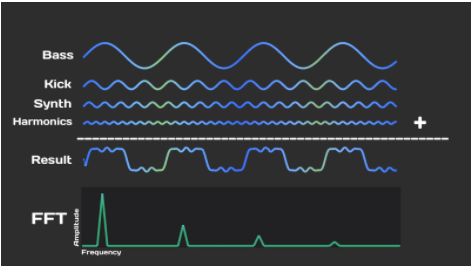 Bass
Kick
Synth
Harmonics
+
Result
FFT
Amplitude
Frequency